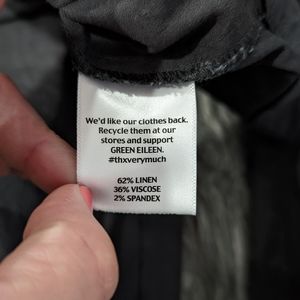 We'd like our clothes back.
Recycle them at our
stores and support
GREEN EILEEN.
#thxverymuch
62% LINEN
36% VISCOSE
2% SPANDEX